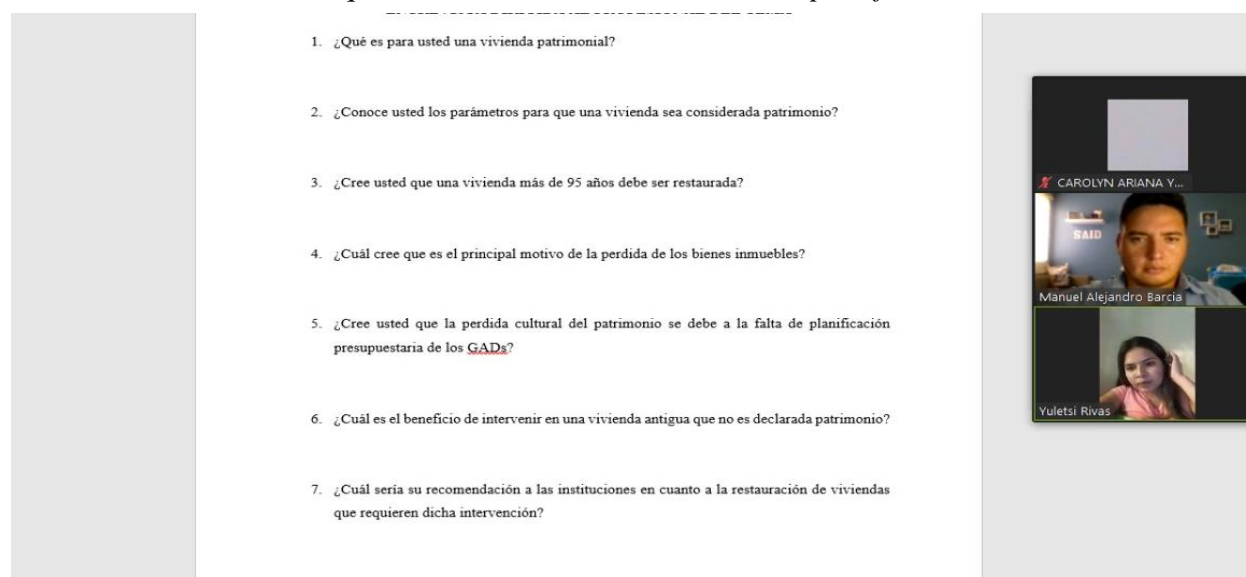 1. ¿Qué es para usted una vivienda patrimonial?
2. ¿Conoce usted los parámetros para que una vivienda sea considerada patrimonio?
3. ¿Cree usted que una vivienda más de 95 años debe ser restaurada?
4. ¿Cuál cree que es el principal motivo de la perdida de los bienes inmuebles?
5. ¿Cree usted que la perdida cultural del patrimonio se debe a la falta de planificación
presupuestaria de los GADs?
6. ¿Cuál es el beneficio de intervenir en una vivienda antigua que no es declarada patrimonio?
7. ¿Cuál sería su recomendación a las instituciones en cuanto a la restauración de viviendas
que requieren dicha intervención?
CAROLYN ARIANA Y...
SAID
Manuel Alejandro Barcia
Yuletsi Rivas